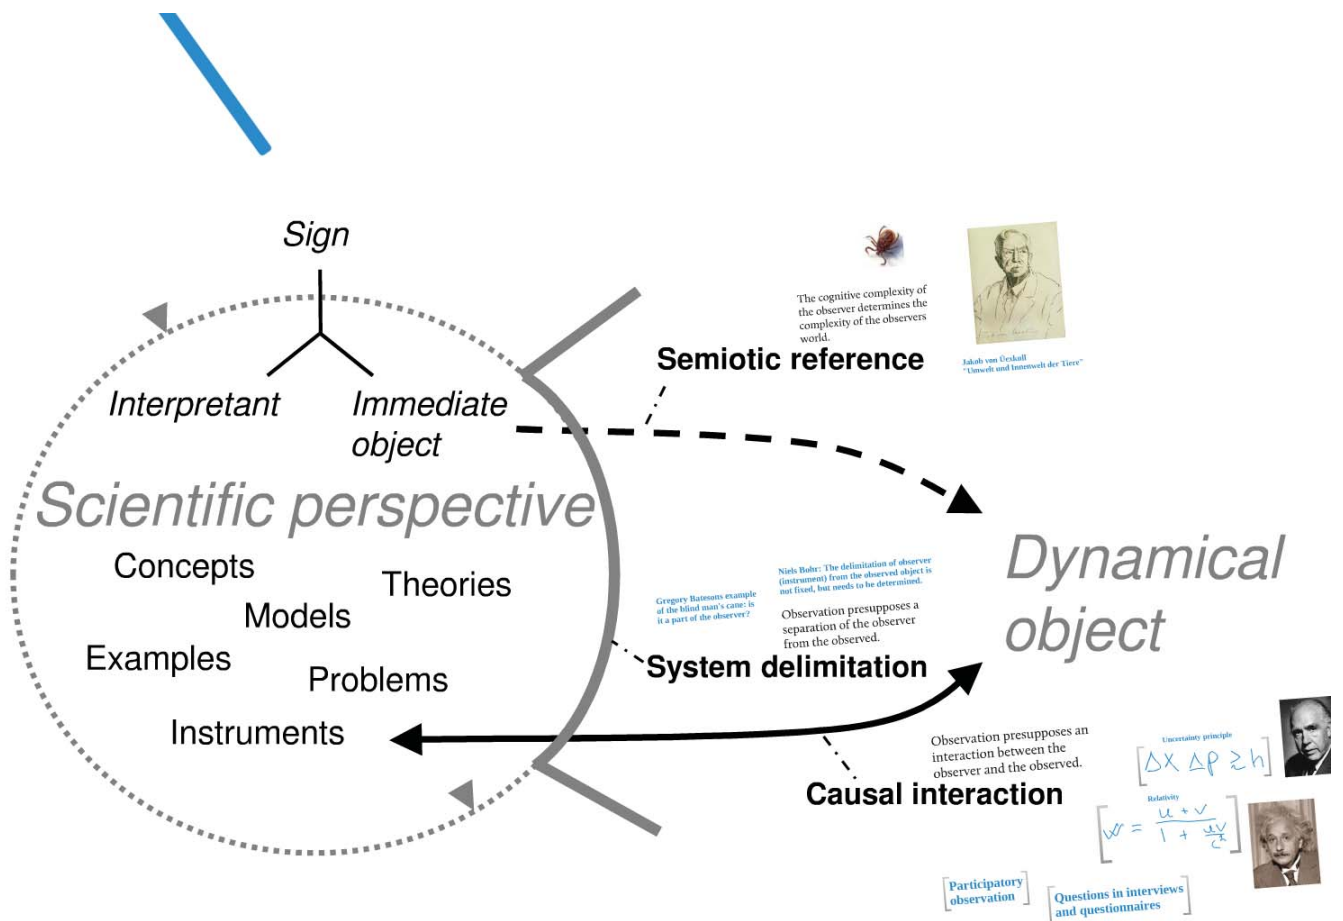 Sign
Interpretant
Immediate
object
Scientific perspective
Concepts
Theories
Models
Examples
Problems
Instruments
The cognitive complexity of
the observer determines the
complexity of the observers
world.
Semiotic reference
Jakob von Üexküll
"Umwelt und Innenwelt der Tiere"
Gregory Batesons example
of the blind man's cane: is
it a part of the observer?
Niels Bohr: The delimitation of observer
(instrument) from the observed object is
not fixed, but needs to be determined.
Observation presupposes a
separation of the observer
from the observed.
System delimitation
Dynamical
object
Observation presupposes an
interaction between the
observer and the observed.
Causal interaction
Uncertainty principle
[Δx Δp ≳ h]
Relativity
[w = (u + v) / (1 + uv/c²)]
[Participatory
observation]
[Questions in interviews
and questionnaires]